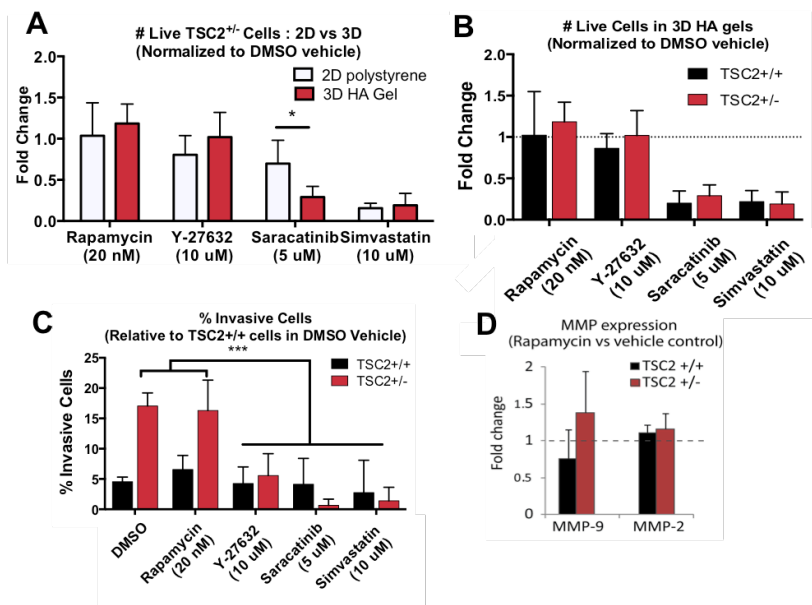 A
# Live TSC2+/- Cells : 2D vs 3D
(Normalized to DMSO vehicle)
2D polystyrene
3D HA Gel
*
Fold Change
2.0
1.5
1.0
0.5
0.0
Rapamycin
(20 nM)
Y-27632
(10 uM)
Saracatinib
(5 uM)
Simvastatin
(10 uM)
B
# Live Cells in 3D HA gels
(Normalized to DMSO vehicle)
TSC2+/+
TSC2+/-
Fold Change
2.0
1.5
1.0
0.5
0.0
Rapamycin
(20 nM)
Y-27632
(10 uM)
Saracatinib
(5 uM)
Simvastatin
(10 uM)
C
% Invasive Cells
(Relative to TSC2+/+ cells in DMSO Vehicle)
***
TSC2+/+
TSC2+/-
% Invasive Cells
25
20
15
10
5
0
DMSO
Rapamycin
(20 nM)
Y-27632
(10 uM)
Saracatinib
(5 uM)
Simvastatin
(10 uM)
D
MMP expression
(Rapamycin vs vehicle control)
TSC2 +/+
TSC2 +/-
Fold change
2
1.5
1
0.5
0
MMP-9
MMP-2